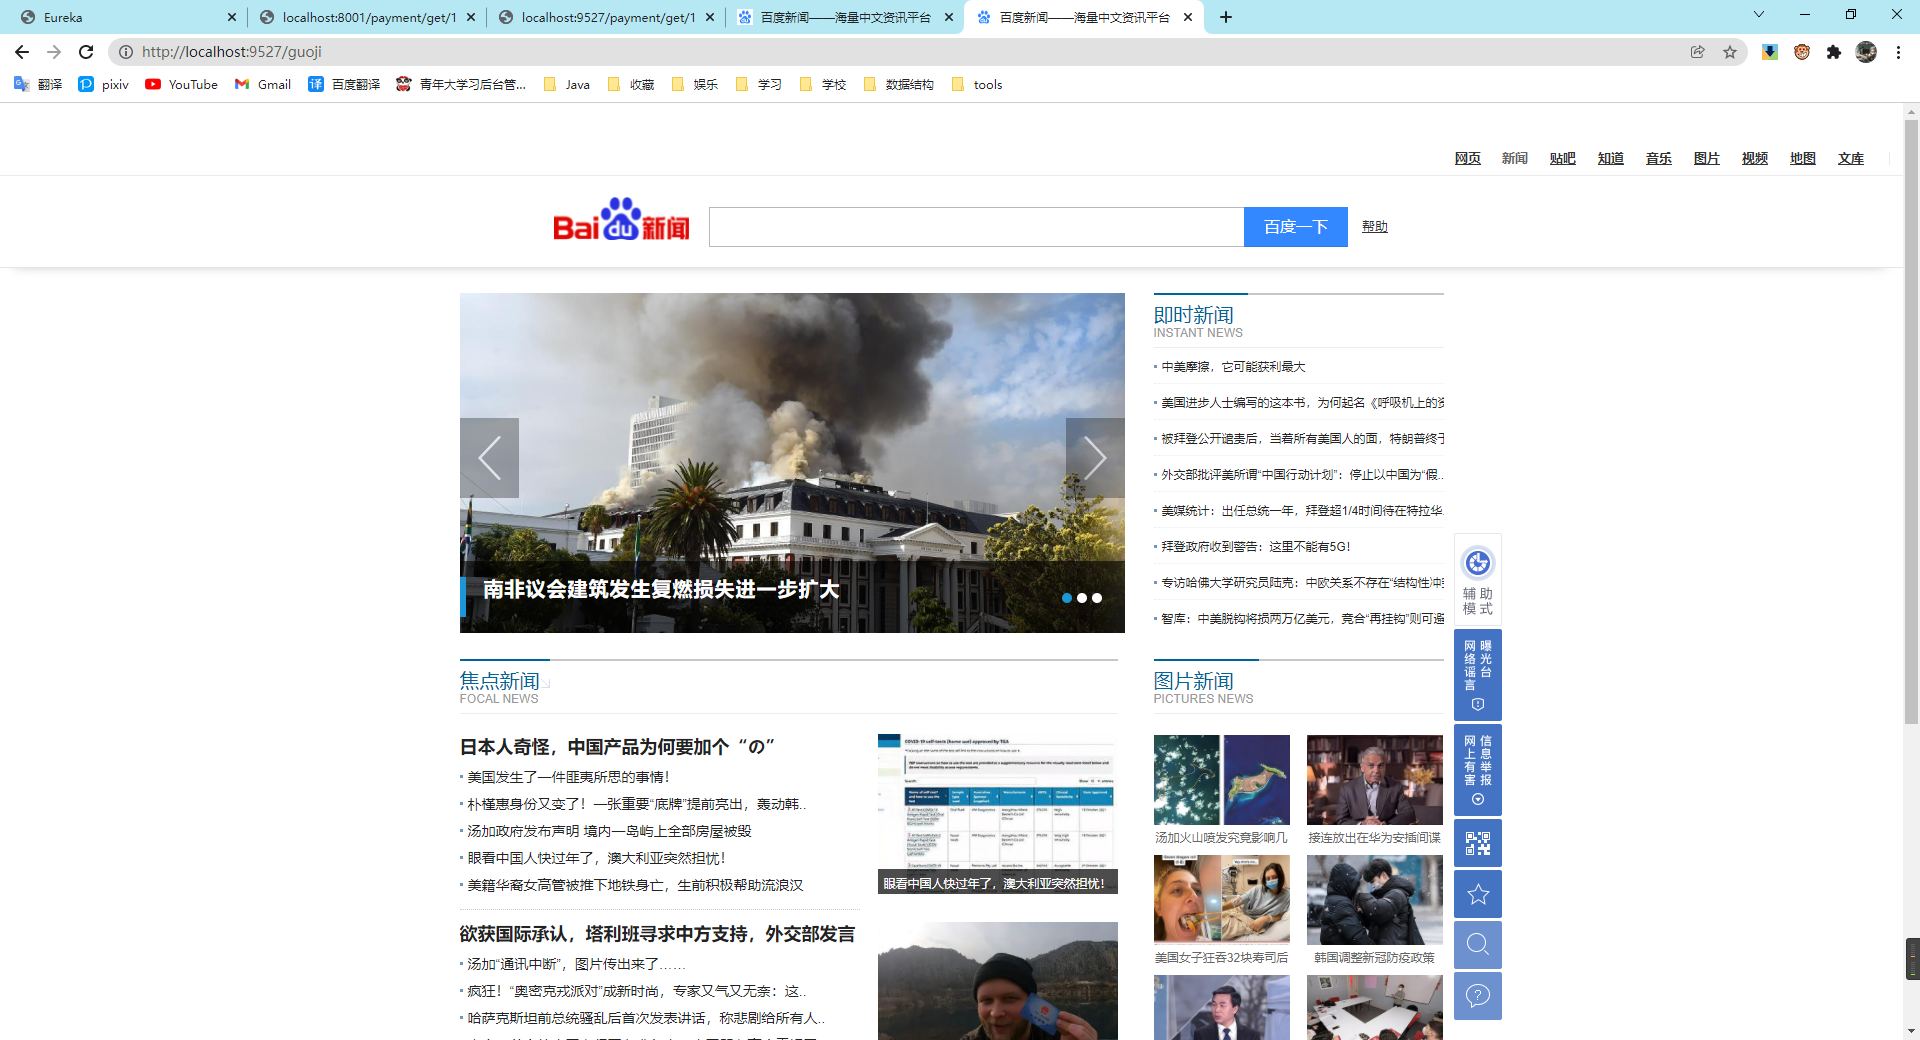 Eureka
localhost:8001/payment/get/1
localhost:9527/payment/get/1
百度新闻——海量中文资讯平台
百度新闻——海量中文资讯平台
http://localhost:9527/guoji
翻译 pixiv YouTube Gmail 百度翻译 青年大学习后台管... Java 收藏 娱乐 学习 学校 数据结构 tools
网页 新闻 贴吧 知道 音乐 图片 视频 地图 文库
Bai du 新闻
百度一下
帮助
南非议会建筑发生复燃损失进一步扩大
即时新闻
INSTANT NEWS
中美摩擦，它可能获利最大
美国进步人士编写的这本书，为何起名《呼吸机上的资
被拜登公开谴责后，当着所有美国人的面，特朗普终于
外交部批评美所谓“中国行动计划”：停止以中国为“假..
美媒统计：出任总统一年，拜登超1/4时间待在特拉华
拜登政府收到警告：这里不能有5G！
专访哈佛大学研究员陆克：中欧关系不存在“结构性冲突
智库：中美脱钩将损两万亿美元，竞合“再挂钩”则可避
焦点新闻
FOCAL NEWS
日本人奇怪，中国产品为何要加个“の”
美国发生了一件匪夷所思的事情！
朴槿惠身份又变了！一张重要“底牌”提前亮出，轰动韩..
汤加政府发布声明 境内一岛屿上全部房屋被毁
眼看中国人快过年了，澳大利亚突然担忧！
美籍华裔女高管被推下地铁身亡，生前积极帮助流浪汉
COVID-19 self-tests (home use) approved by TGA
眼看中国人快过年了，澳大利亚突然担忧！
欲获国际承认，塔利班寻求中方支持，外交部发言
汤加“通讯中断”，图片传出来了……
疯狂！“奥密克戎派对”成新时尚，专家又气又无奈：这..
哈萨克斯坦前总统骚乱后首次发表讲话，称悲剧给所有人..
图片新闻
PICTURES NEWS
汤加火山喷发究竟影响几
接连放出在华为安插间谍
美国女子狂吞32块寿司后
韩国调整新冠防疫政策
辅助
模式
网络谣言
曝光台
网上有害
信息举报